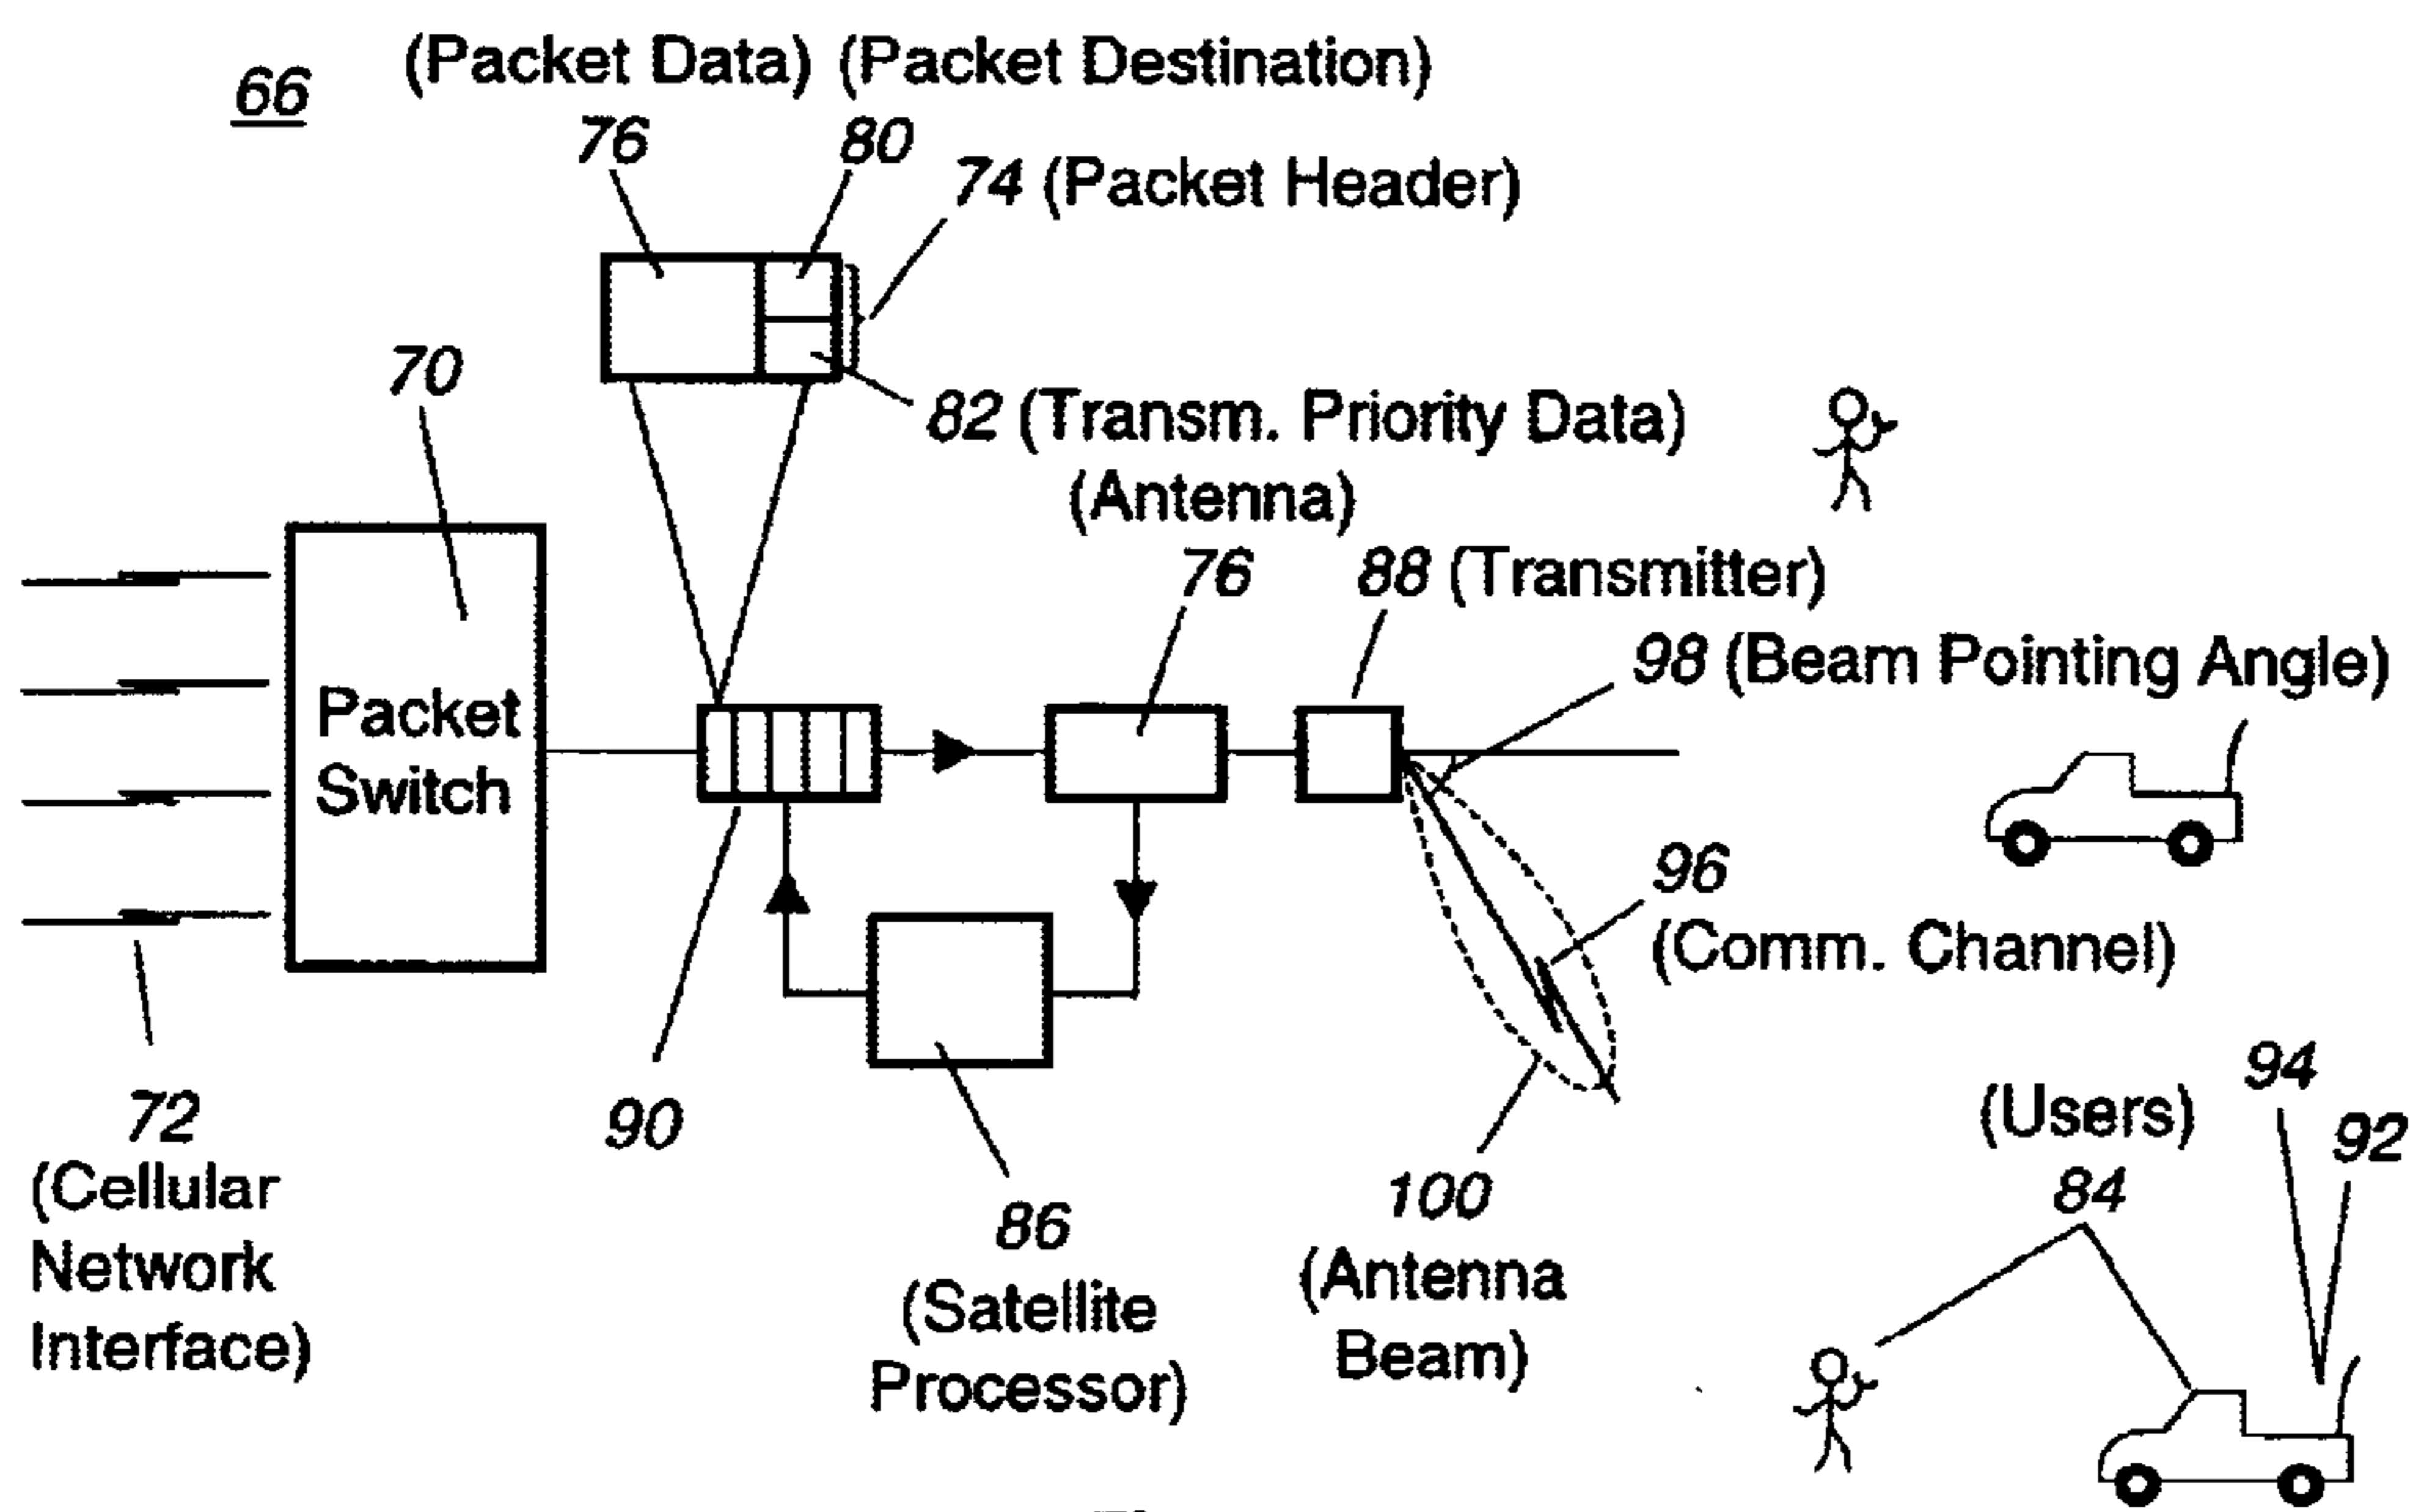 66
(Packet Data) (Packet Destination)
76
80
74 (Packet Header)
70
82 (Transm. Priority Data)
(Antenna)
76
88 (Transmitter)
98 (Beam Pointing Angle)
Packet
Switch
96
(Comm. Channel)
72
(Cellular
Network
Interface)
90
86
(Satellite
Processor)
100
(Antenna
Beam)
(Users)
84
94
92